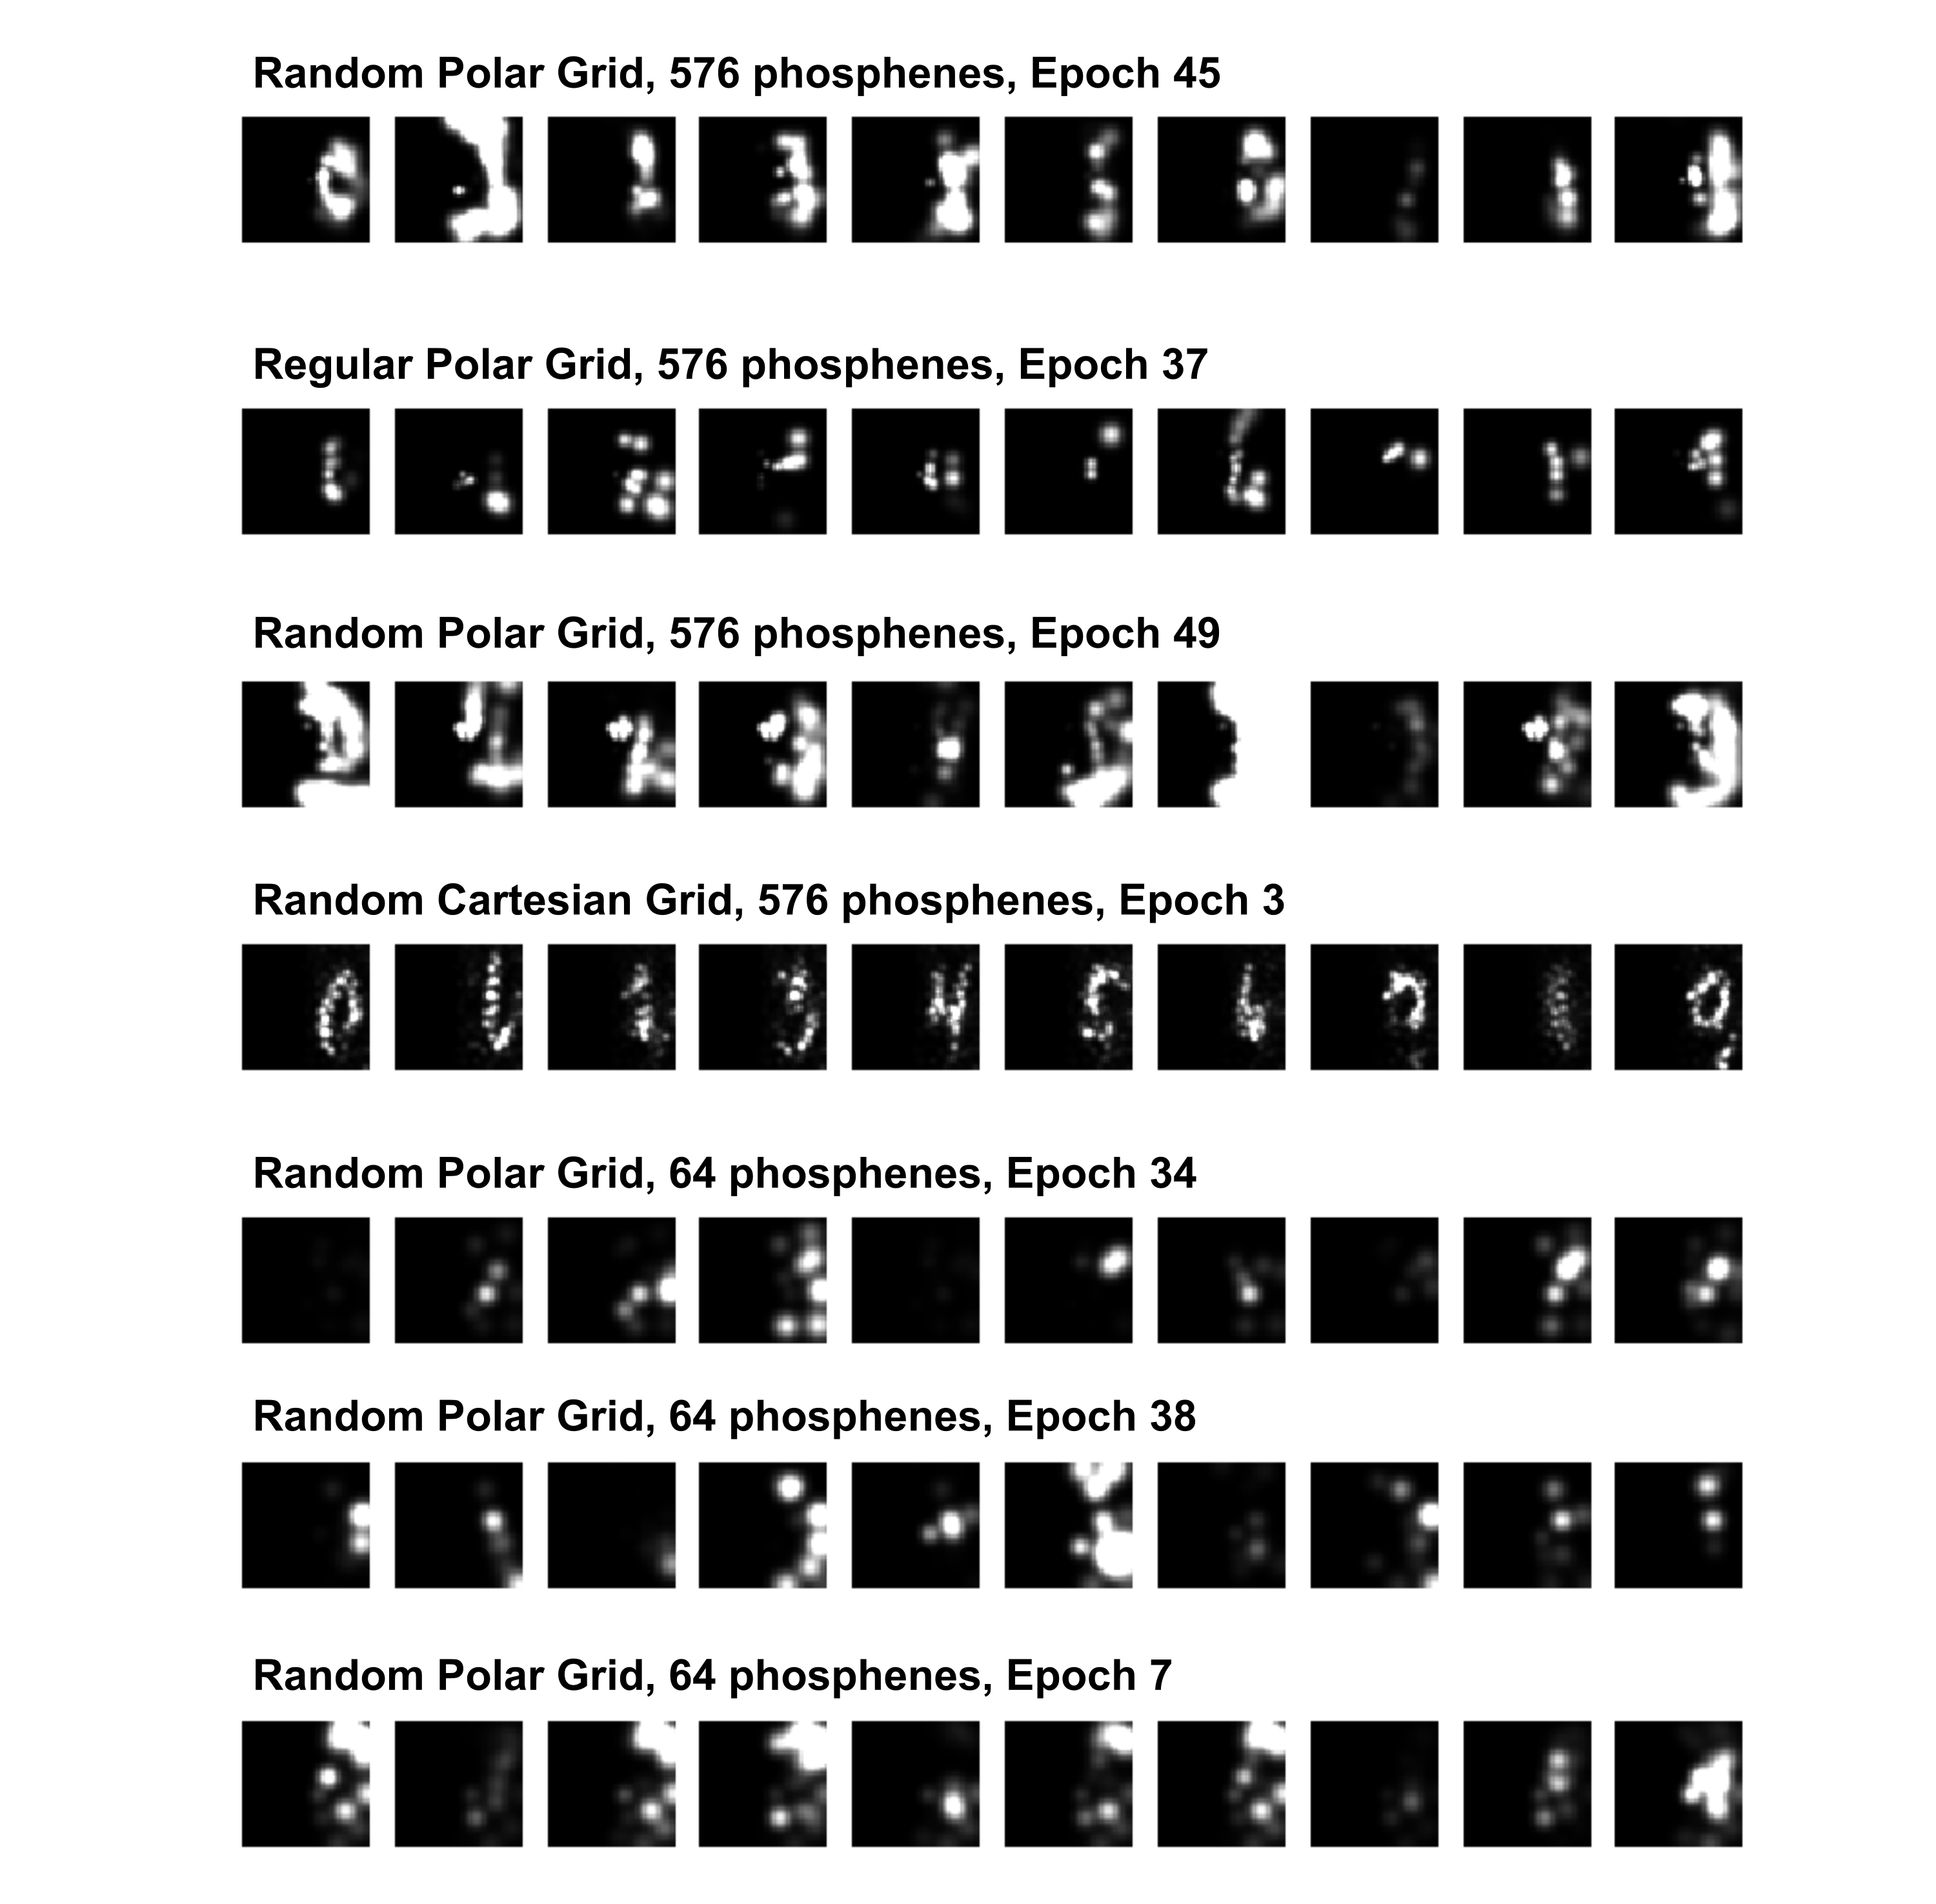 Random Polar Grid, 576 phosphenes, Epoch 45
Regular Polar Grid, 576 phosphenes, Epoch 37
Random Polar Grid, 576 phosphenes, Epoch 49
Random Cartesian Grid, 576 phosphenes, Epoch 3
Random Polar Grid, 64 phosphenes, Epoch 34
Random Polar Grid, 64 phosphenes, Epoch 38
Random Polar Grid, 64 phosphenes, Epoch 7